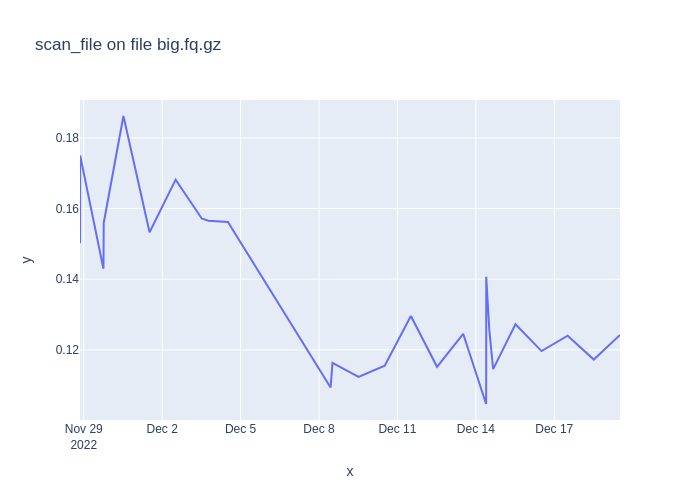 scan_file on file big.fq.gz
0.18
0.16
0.14
0.12
y
Nov 29
2022
Dec 2
Dec 5
Dec 8
Dec 11
Dec 14
Dec 17
x